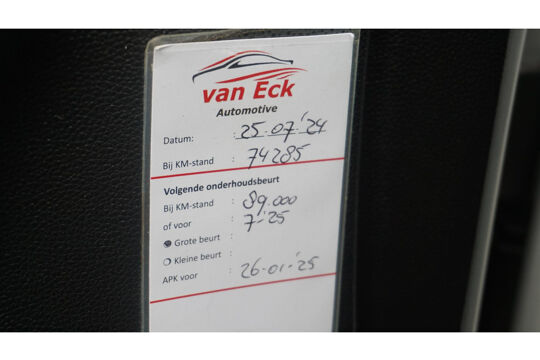 van Eck
Automotive
Datum: : 25-07-'24
Bij KM-stand : 74285
Volgende onderhoudsbeurt
Bij KM-stand : 89.000
of voor : 7-'25
Grote beurt :
Kleine beurt :
APK voor : 26-01-'25